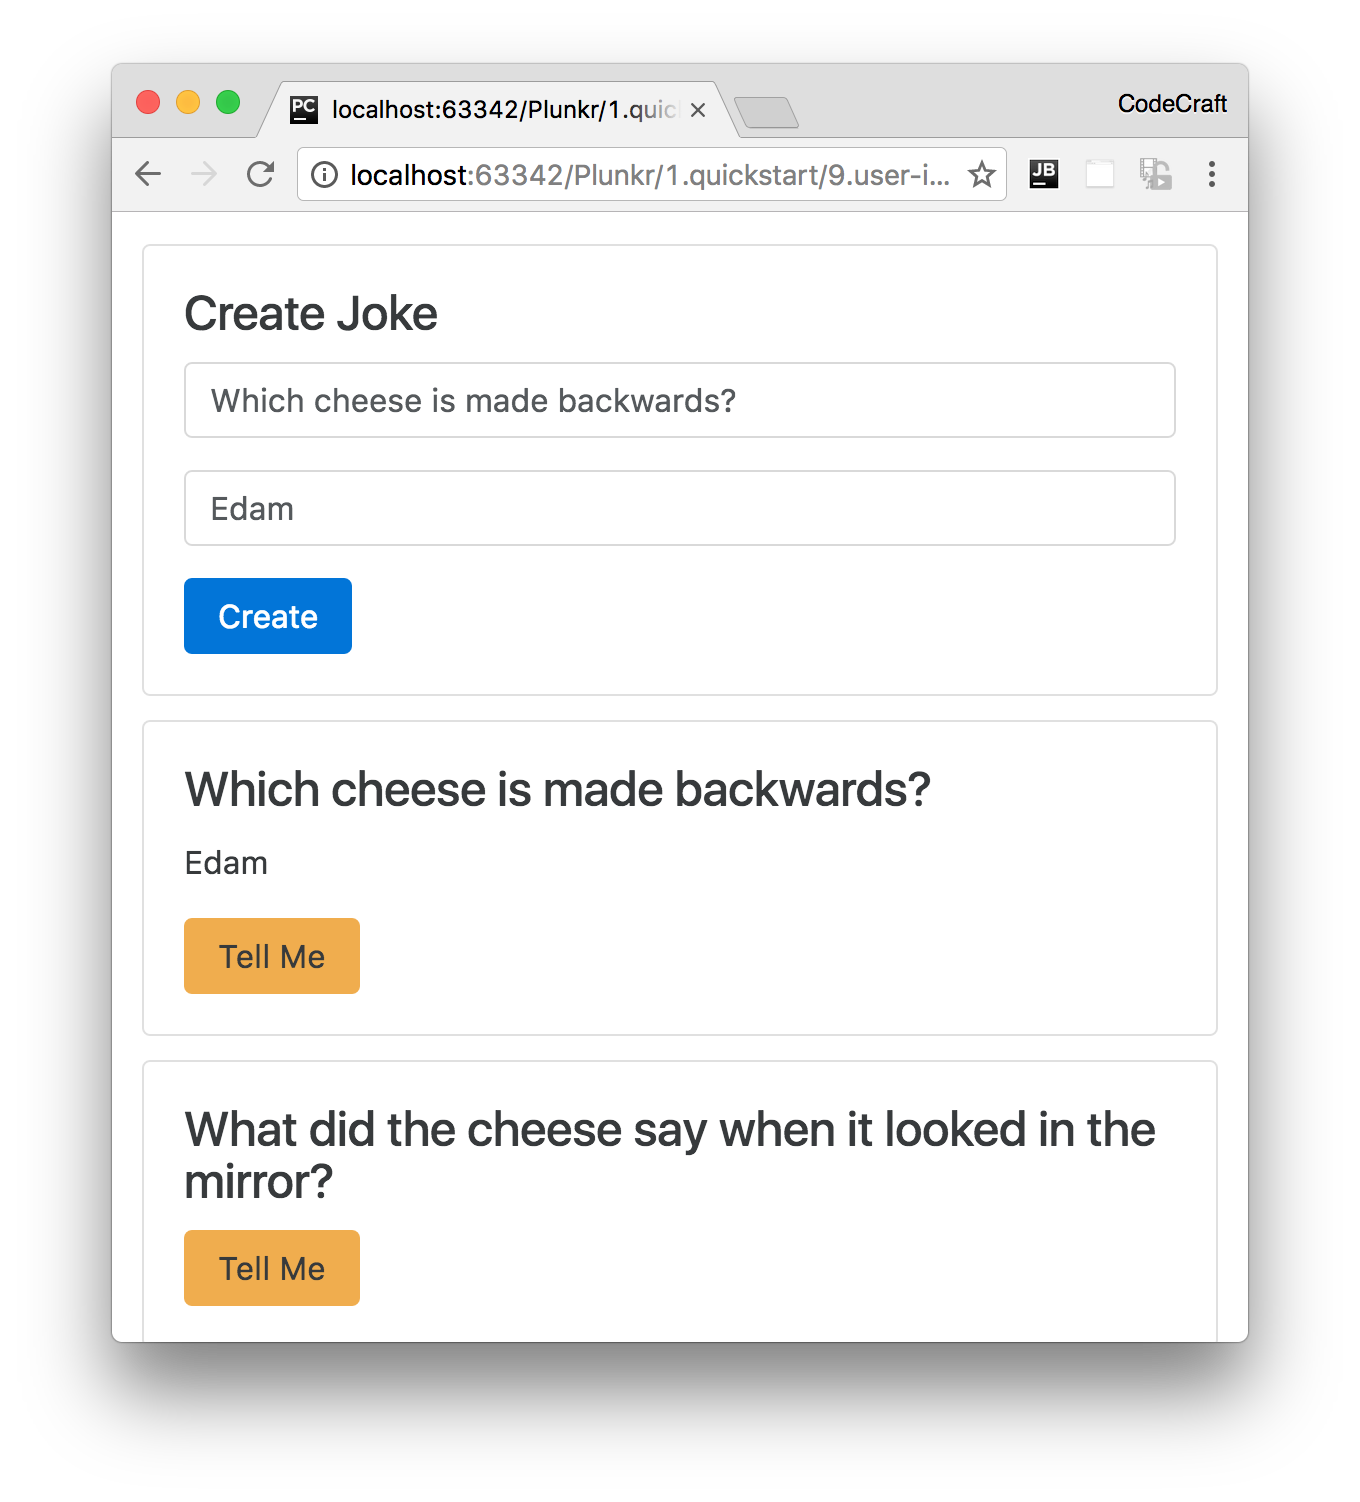 PC
localhost:63342/Plunkr/1.quic
CodeCraft
localhost:63342/Plunkr/1.quickstart/9.user-i...
JB
Create Joke
Which cheese is made backwards?
Edam
Create
Which cheese is made backwards?
Edam
Tell Me
What did the cheese say when it looked in the
mirror?
Tell Me